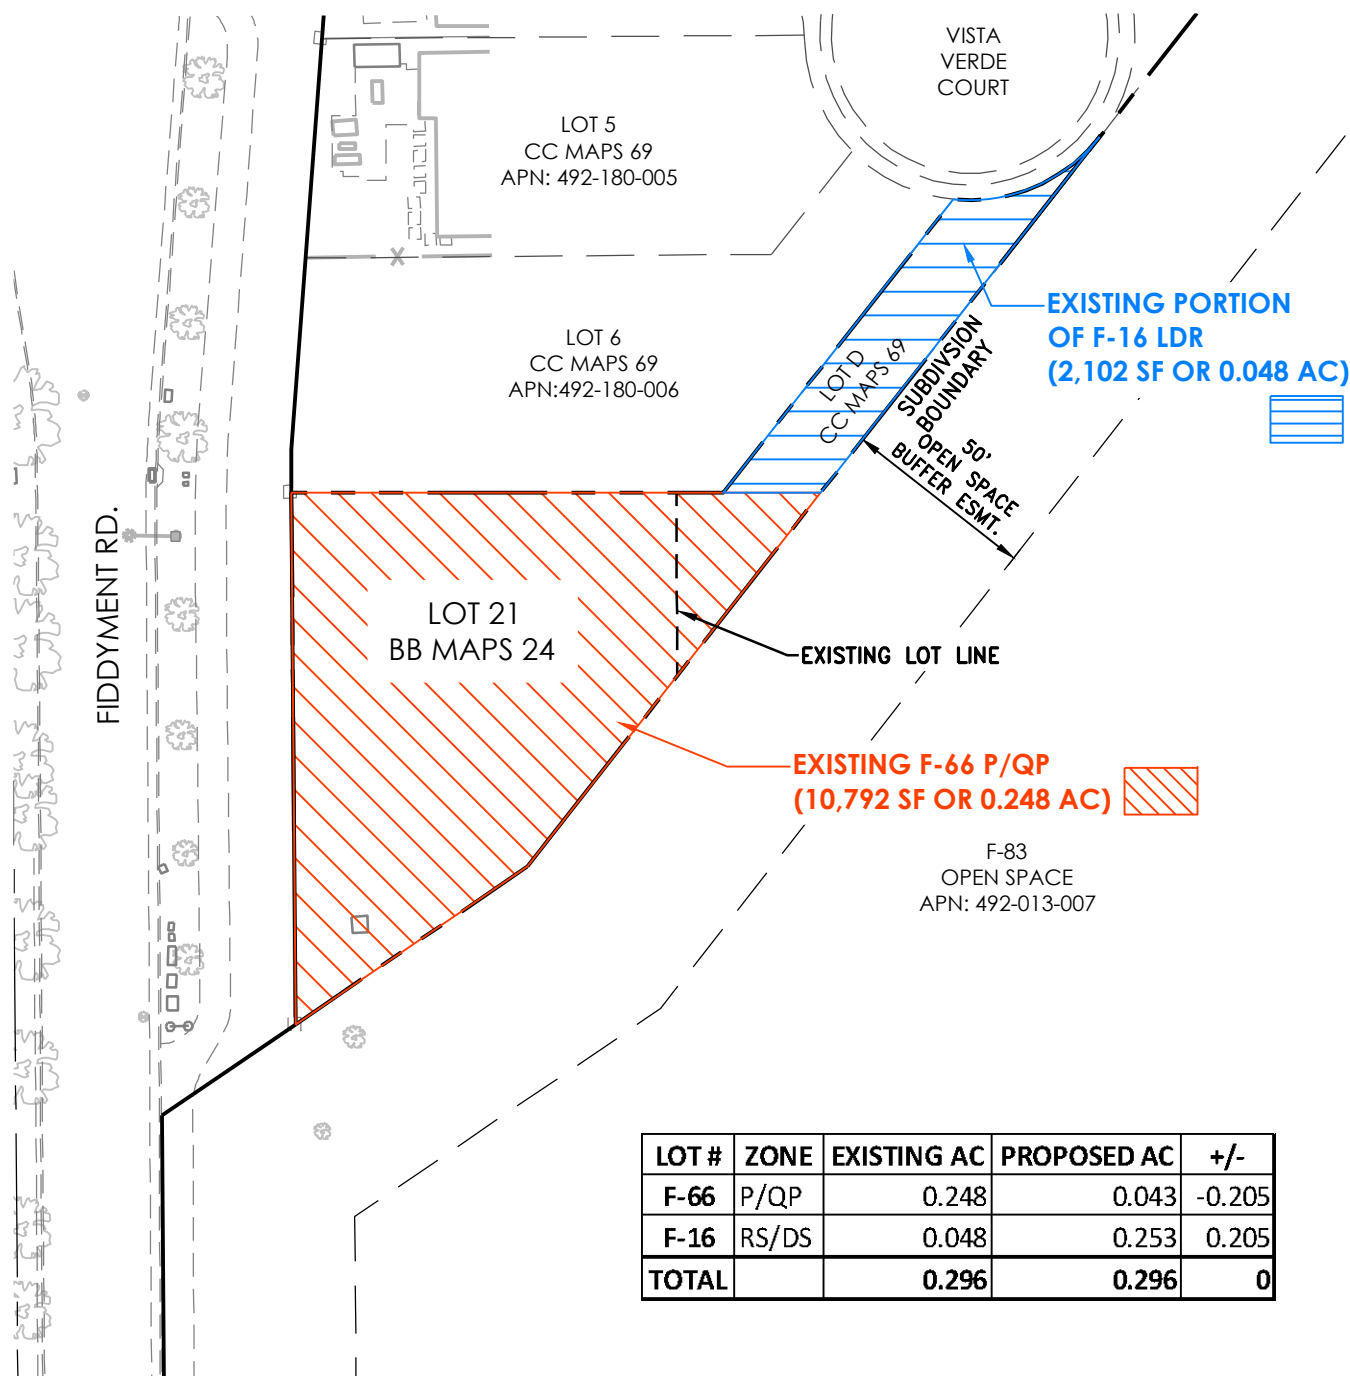 VISTA
VERDE
COURT
LOT 5
CC MAPS 69
APN: 492-180-005
LOT 6
CC MAPS 69
APN:492-180-006
EXISTING PORTION
OF F-16 LDR
(2,102 SF OR 0.048 AC)
LOT D
CC MAPS 69
SUBDIVSION
BOUNDARY
50'
OPEN SPACE
BUFFER ESMT.
FIDDYMENT RD.
LOT 21
BB MAPS 24
EXISTING LOT LINE
EXISTING F-66 P/QP
(10,792 SF OR 0.248 AC)
F-83
OPEN SPACE
APN: 492-013-007
LOT # ZONE EXISTING AC PROPOSED AC +/-
F-66 P/QP 0.248 0.043 -0.205
F-16 RS/DS 0.048 0.253 0.205
TOTAL 0.296 0.296 0